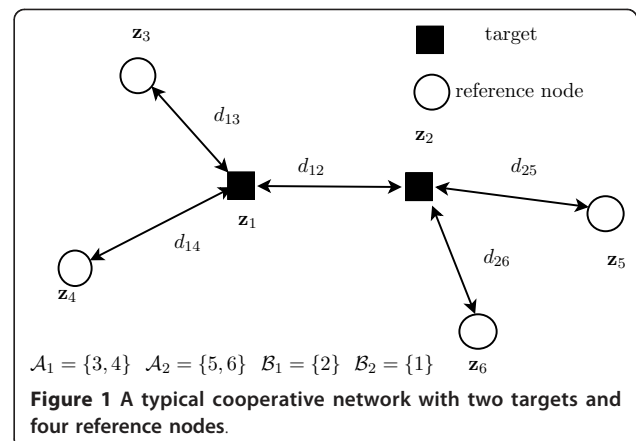 z₃
target
reference node
z₂
d₁₃
d₁₂
d₂₅
z₁
d₁₄
d₂₆
z₅
z₄
z₆
𝒜₁ = {3, 4} 𝒜₂ = {5, 6} ℬ₁ = {2} ℬ₂ = {1}
Figure 1 A typical cooperative network with two targets and
four reference nodes.